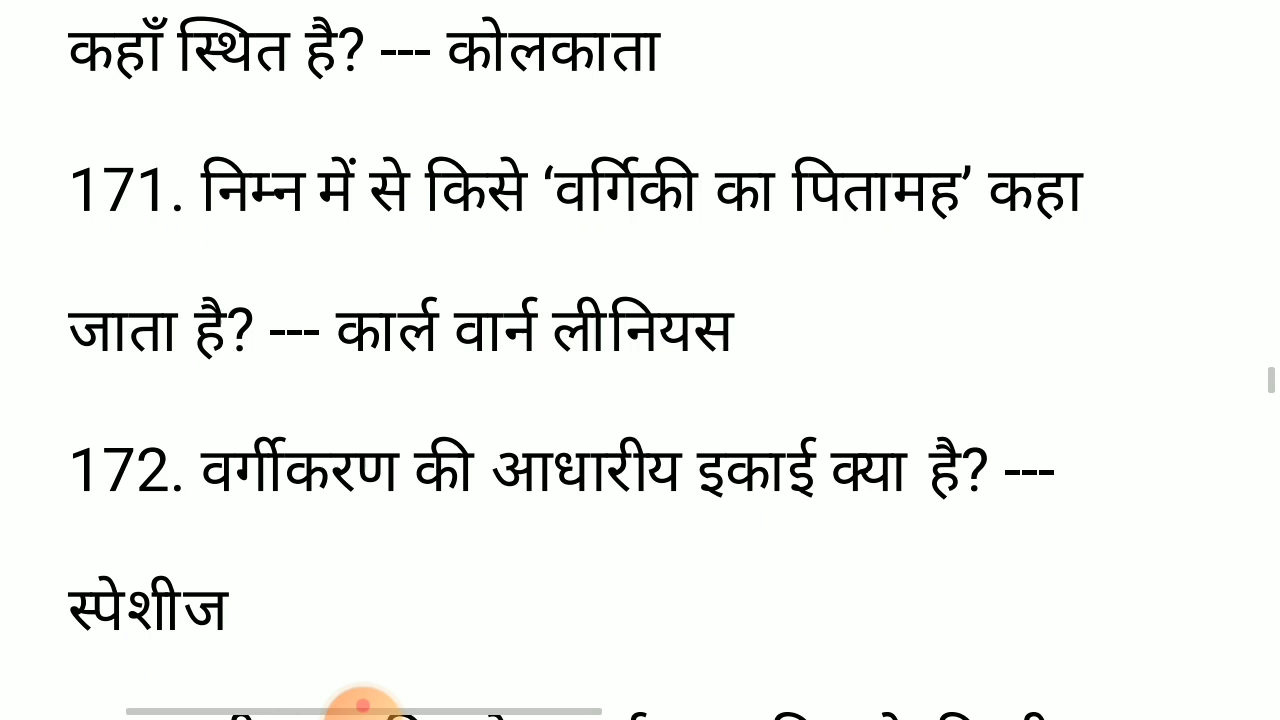 कहाँ स्थित है? --- कोलकाता
171. निम्न में से किसे ‘वर्गिकी का पितामह’ कहा
जाता है? --- कार्ल वार्न लीनियस
172. वर्गीकरण की आधारीय इकाई क्या है? ---
स्पेशीज